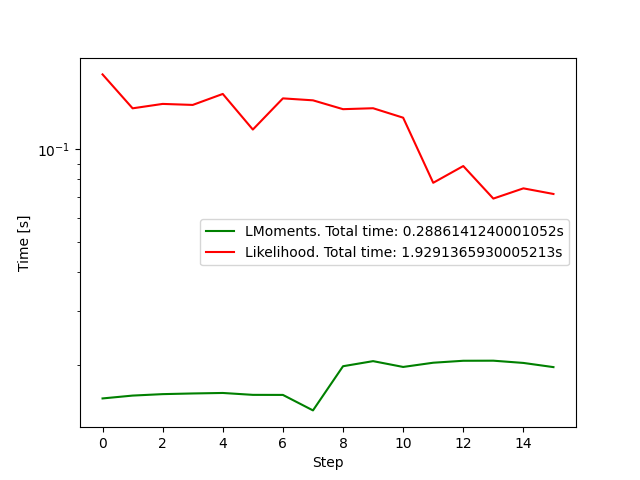 10⁻¹
Time [s]
LMoments. Total time: 0.2886141240001052s
Likelihood. Total time: 1.9291365930005213s
0 2 4 6 8 10 12 14
Step